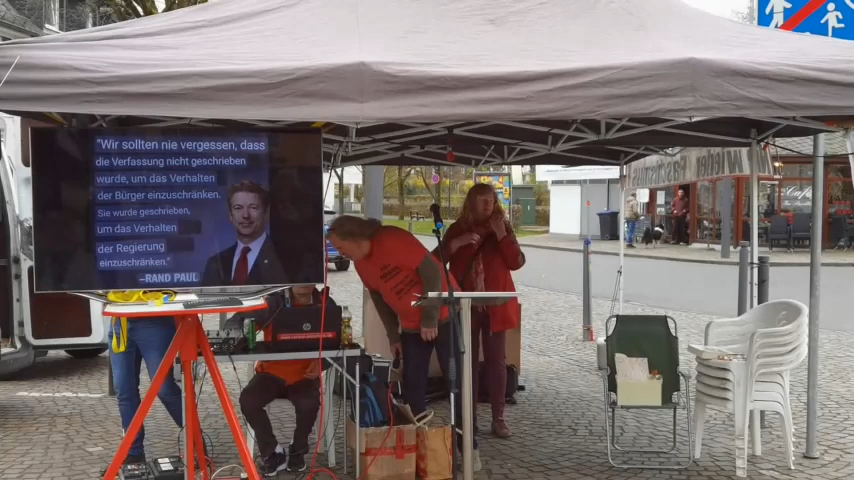 "Wir sollten nie vergessen, dass
die Verfassung nicht geschrieben
wurde, um das Verhalten
der Bürger einzuschränken.
Sie wurde geschrieben,
um das Verhalten
der Regierung
einzuschränken."
–RAND PAUL
hp